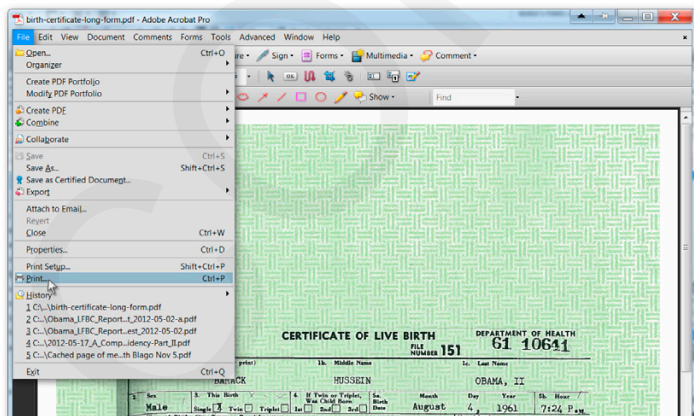 birth-certificate-long-form.pdf - Adobe Acrobat Pro
File Edit View Document Comments Forms Tools Advanced Window Help
Open... Ctrl+O
Sign Forms Multimedia Comment
Organizer
Create PDF Portfolio
Modify PDF Portfolio
Show Find
Create PDF
Combine
Collaborate
Save Ctrl+S
Save As... Shift+Ctrl+S
Save as Certified Document...
Export
Attach to Email...
Revert
Close Ctrl+W
Properties... Ctrl+D
Print Setup... Shift+Ctrl+P
Print... Ctrl+P
History
1 C:\...\birth-certificate-long-form.pdf
2 C:...\Obama_LFBC_Report...t_2012-05-02-a.pdf
3 C:...\Obama_LFBC_Report...est_2012-05-02.pdf
4 C:...\2012-05-17_A_Comp...idency-Part_II.pdf
5 C:...\Cached page of me...th Blago Nov 5.pdf
Exit Ctrl+Q
CERTIFICATE OF LIVE BIRTH
DEPARTMENT OF HEALTH
FILE NUMBER 151 61 10641
print) 1b. Middle Name 1c. Last Name
BARACK HUSSEIN OBAMA, II
2. Sex 3. This Birth 4. If Twin or Triplet, 5a. Month Day Year 5b. Hour
Was Child Born Birth
Male Single Twin Triplet 1st 2nd 3rd Date August 4, 1961 7:24 P.M.